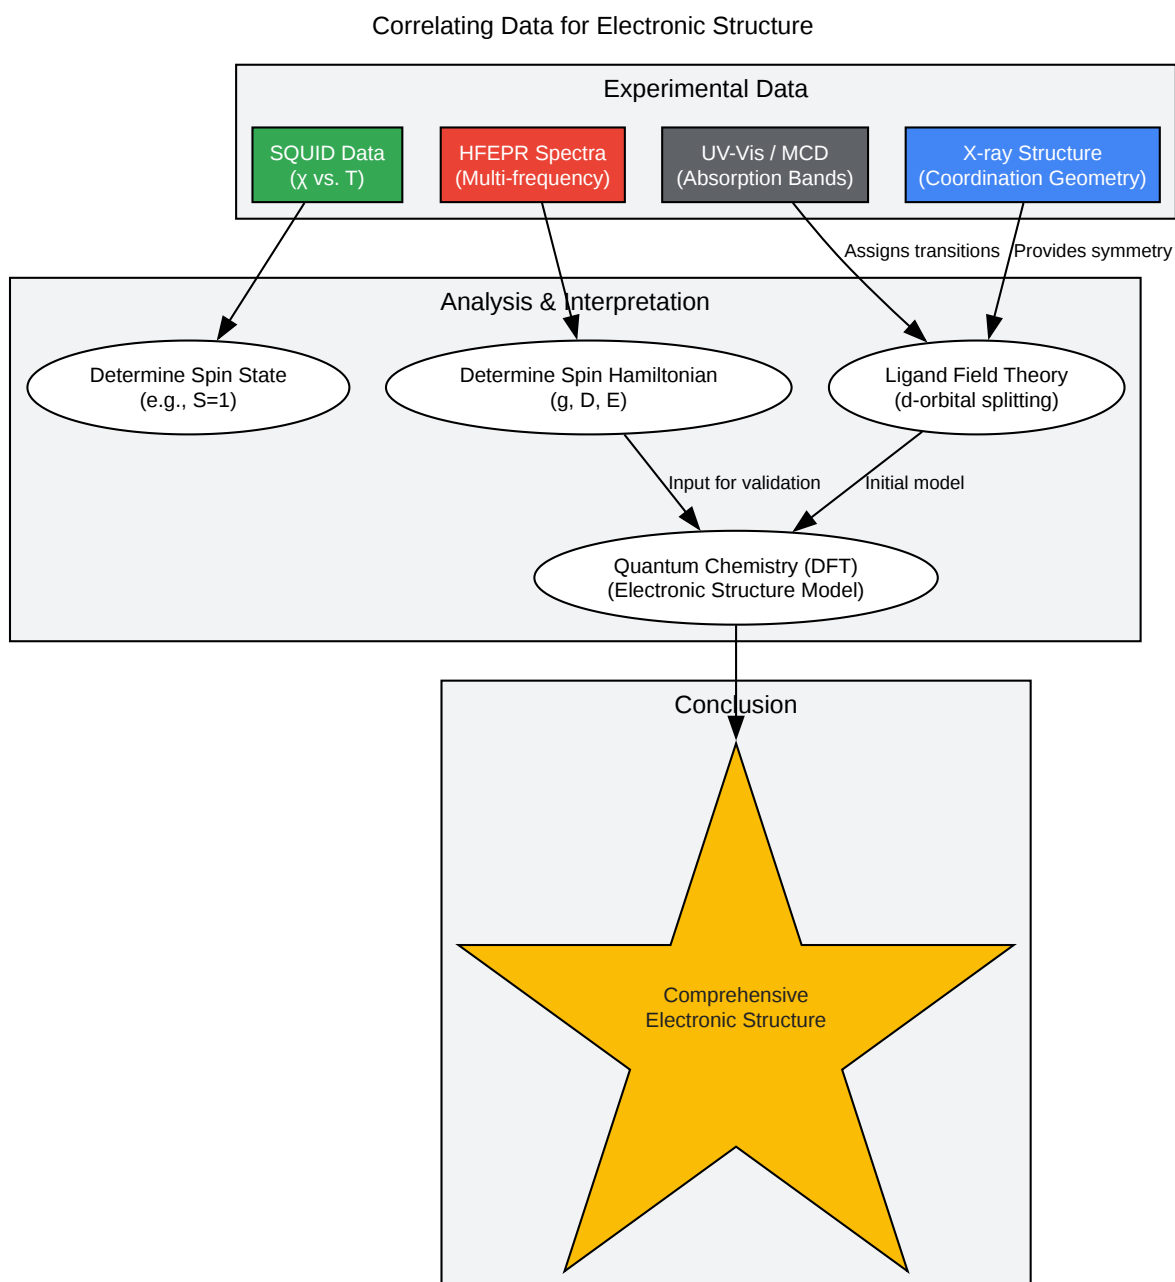 Correlating Data for Electronic Structure
Experimental Data
SQUID Data
(χ vs. T)
HFEPR Spectra
(Multi-frequency)
UV-Vis / MCD
(Absorption Bands)
X-ray Structure
(Coordination Geometry)
Assigns transitions
Provides symmetry
Analysis & Interpretation
Determine Spin State
(e.g., S=1)
Determine Spin Hamiltonian
(g, D, E)
Ligand Field Theory
(d-orbital splitting)
Input for validation
Initial model
Quantum Chemistry (DFT)
(Electronic Structure Model)
Conclusion
Comprehensive
Electronic Structure